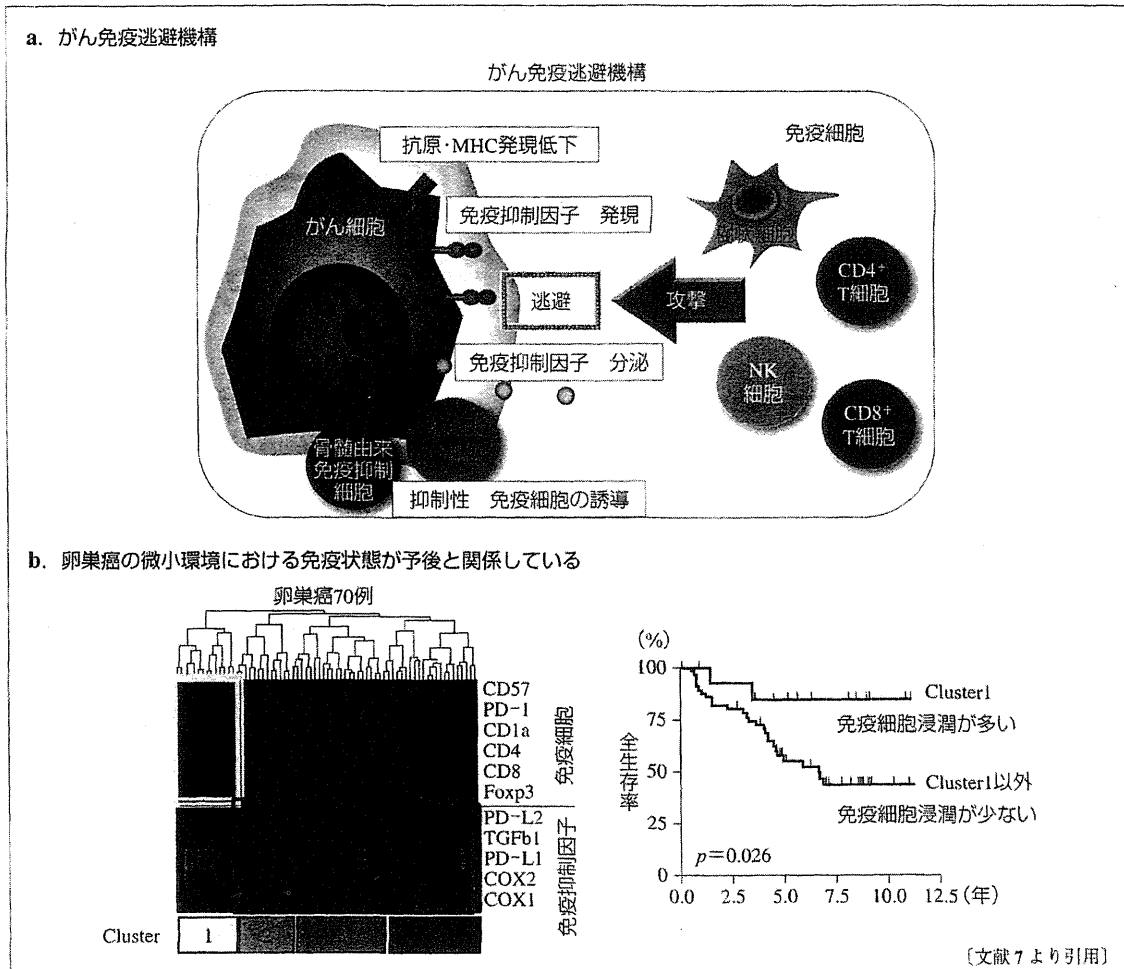 a. がん免疫逃避機構
がん免疫逃避機構
抗原・MHC発現低下
免疫細胞
免疫抑制因子 発現
がん細胞
CD4+
T細胞
逃避
攻撃
免疫抑制因子 分泌
NK
細胞
CD8+
T細胞
骨髄由来
免疫抑制
細胞
抑制性 免疫細胞の誘導
b. 卵巣癌の微小環境における免疫状態が予後と関係している
卵巣癌70例
CD57
PD-1
CD1a
CD4
CD8
Foxp3
免疫細胞
PD-L2
TGFb1
PD-L1
COX2
COX1
免疫抑制因子
Cluster 1
(%)
100
75
50
25
0
全生存率
Cluster1
免疫細胞浸潤が多い
Cluster1以外
免疫細胞浸潤が少ない
p=0.026
0.0 2.5 5.0 7.5 10.0 12.5(年)
〔文献7より引用〕